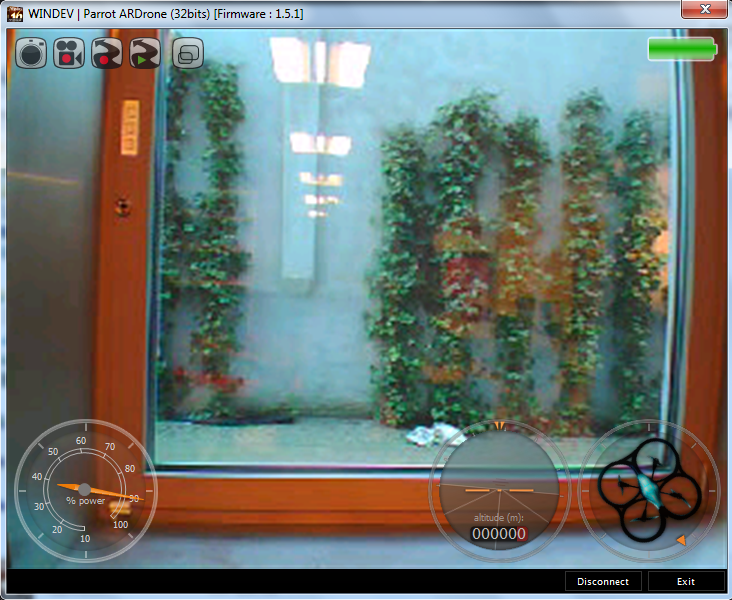 WINDEV | Parrot ARDrone (32bits) [Firmware : 1.5.1]
60
50
70
40
80
% power
90
30
20
100
10
altitude (m):
000000
Disconnect
Exit